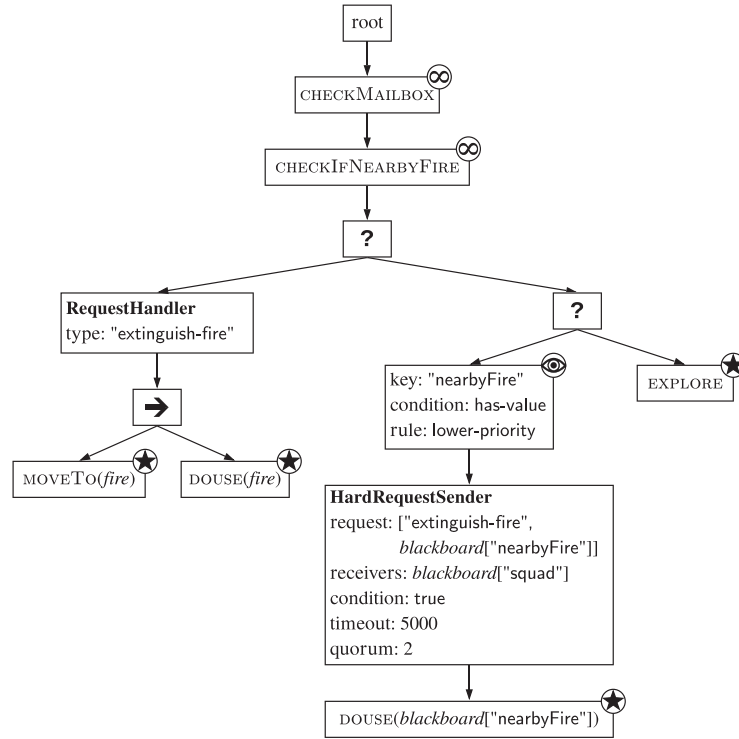 root
CHECKMAILBOX
∞
CHECKIFNEARBYFIRE
∞
?
RequestHandler
type: "extinguish-fire"
?
key: "nearbyFire"
condition: has-value
rule: lower-priority
EXPLORE
MOVETO(fire)
DOUSE(fire)
HardRequestSender
request: ["extinguish-fire",
blackboard["nearbyFire"]]
receivers: blackboard["squad"]
condition: true
timeout: 5000
quorum: 2
DOUSE(blackboard["nearbyFire"])